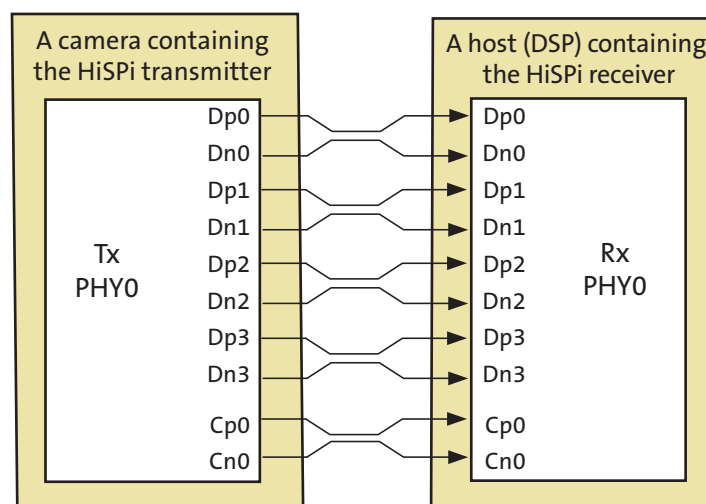 A camera containing
the HiSPi transmitter
A host (DSP) containing
the HiSPi receiver
Dp0
Dn0
Dp1
Dn1
Dp2
Dn2
Dp3
Dn3
Cp0
Cn0
Tx
PHY0
Dp0
Dn0
Dp1
Dn1
Dp2
Dn2
Dp3
Dn3
Cp0
Cn0
Rx
PHY0